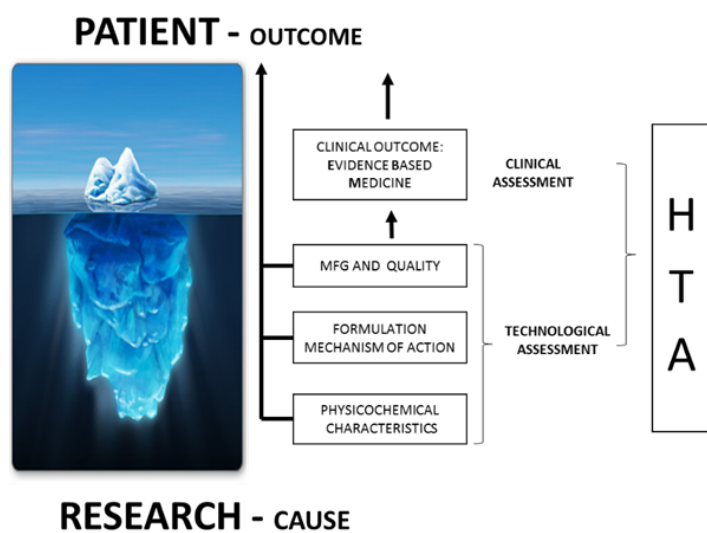 PATIENT - OUTCOME
CLINICAL OUTCOME:
EVIDENCE BASED
MEDICINE
CLINICAL
ASSESSMENT
MFG AND QUALITY
FORMULATION
MECHANISM OF ACTION
TECHNOLOGICAL
ASSESSMENT
PHYSICOCHEMICAL
CHARACTERISTICS
H
T
A
RESEARCH - CAUSE